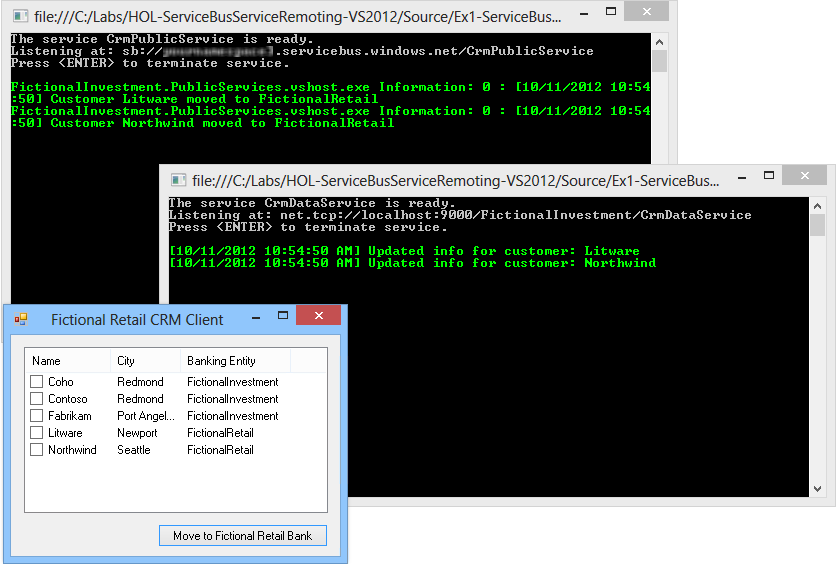 file:///C:/Labs/HOL-ServiceBusServiceRemoting-VS2012/Source/Ex1-ServiceBus...
The service CrmPublicService is ready.
Listening at: sb://.servicebus.windows.net/CrmPublicService
Press <ENTER> to terminate service.
FictionalInvestment.PublicServices.vshost.exe Information: 0 : [10/11/2012 10:54
:50] Customer Litware moved to FictionalRetail
FictionalInvestment.PublicServices.vshost.exe Information: 0 : [10/11/2012 10:54
:50] Customer Northwind moved to FictionalRetail
file:///C:/Labs/HOL-ServiceBusServiceRemoting-VS2012/Source/Ex1-ServiceBus...
The service CrmDataService is ready.
Listening at: net.tcp://localhost:9000/FictionalInvestment/CrmDataService
Press <ENTER> to terminate service.
[10/11/2012 10:54:50 AM] Updated info for customer: Litware
[10/11/2012 10:54:50 AM] Updated info for customer: Northwind
Fictional Retail CRM Client
Name City Banking Entity
Coho Redmond FictionalInvestment
Contoso Redmond FictionalInvestment
Fabrikam Port Angel... FictionalInvestment
Litware Newport FictionalRetail
Northwind Seattle FictionalRetail
Move to Fictional Retail Bank